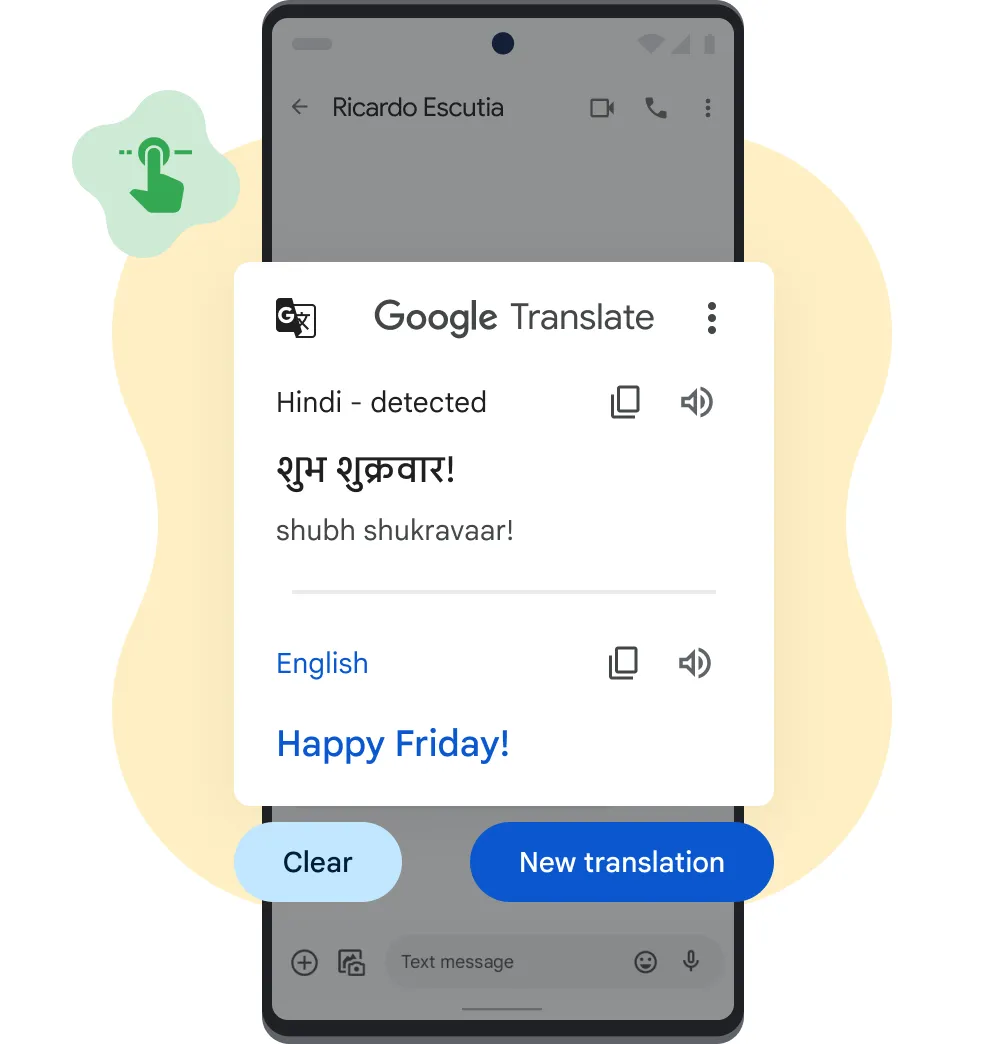 Ricardo Escutia
Google Translate
Hindi - detected
शुभ शुक्रवार!
shubh shukravaar!
English
Happy Friday!
Clear
New translation
Text message